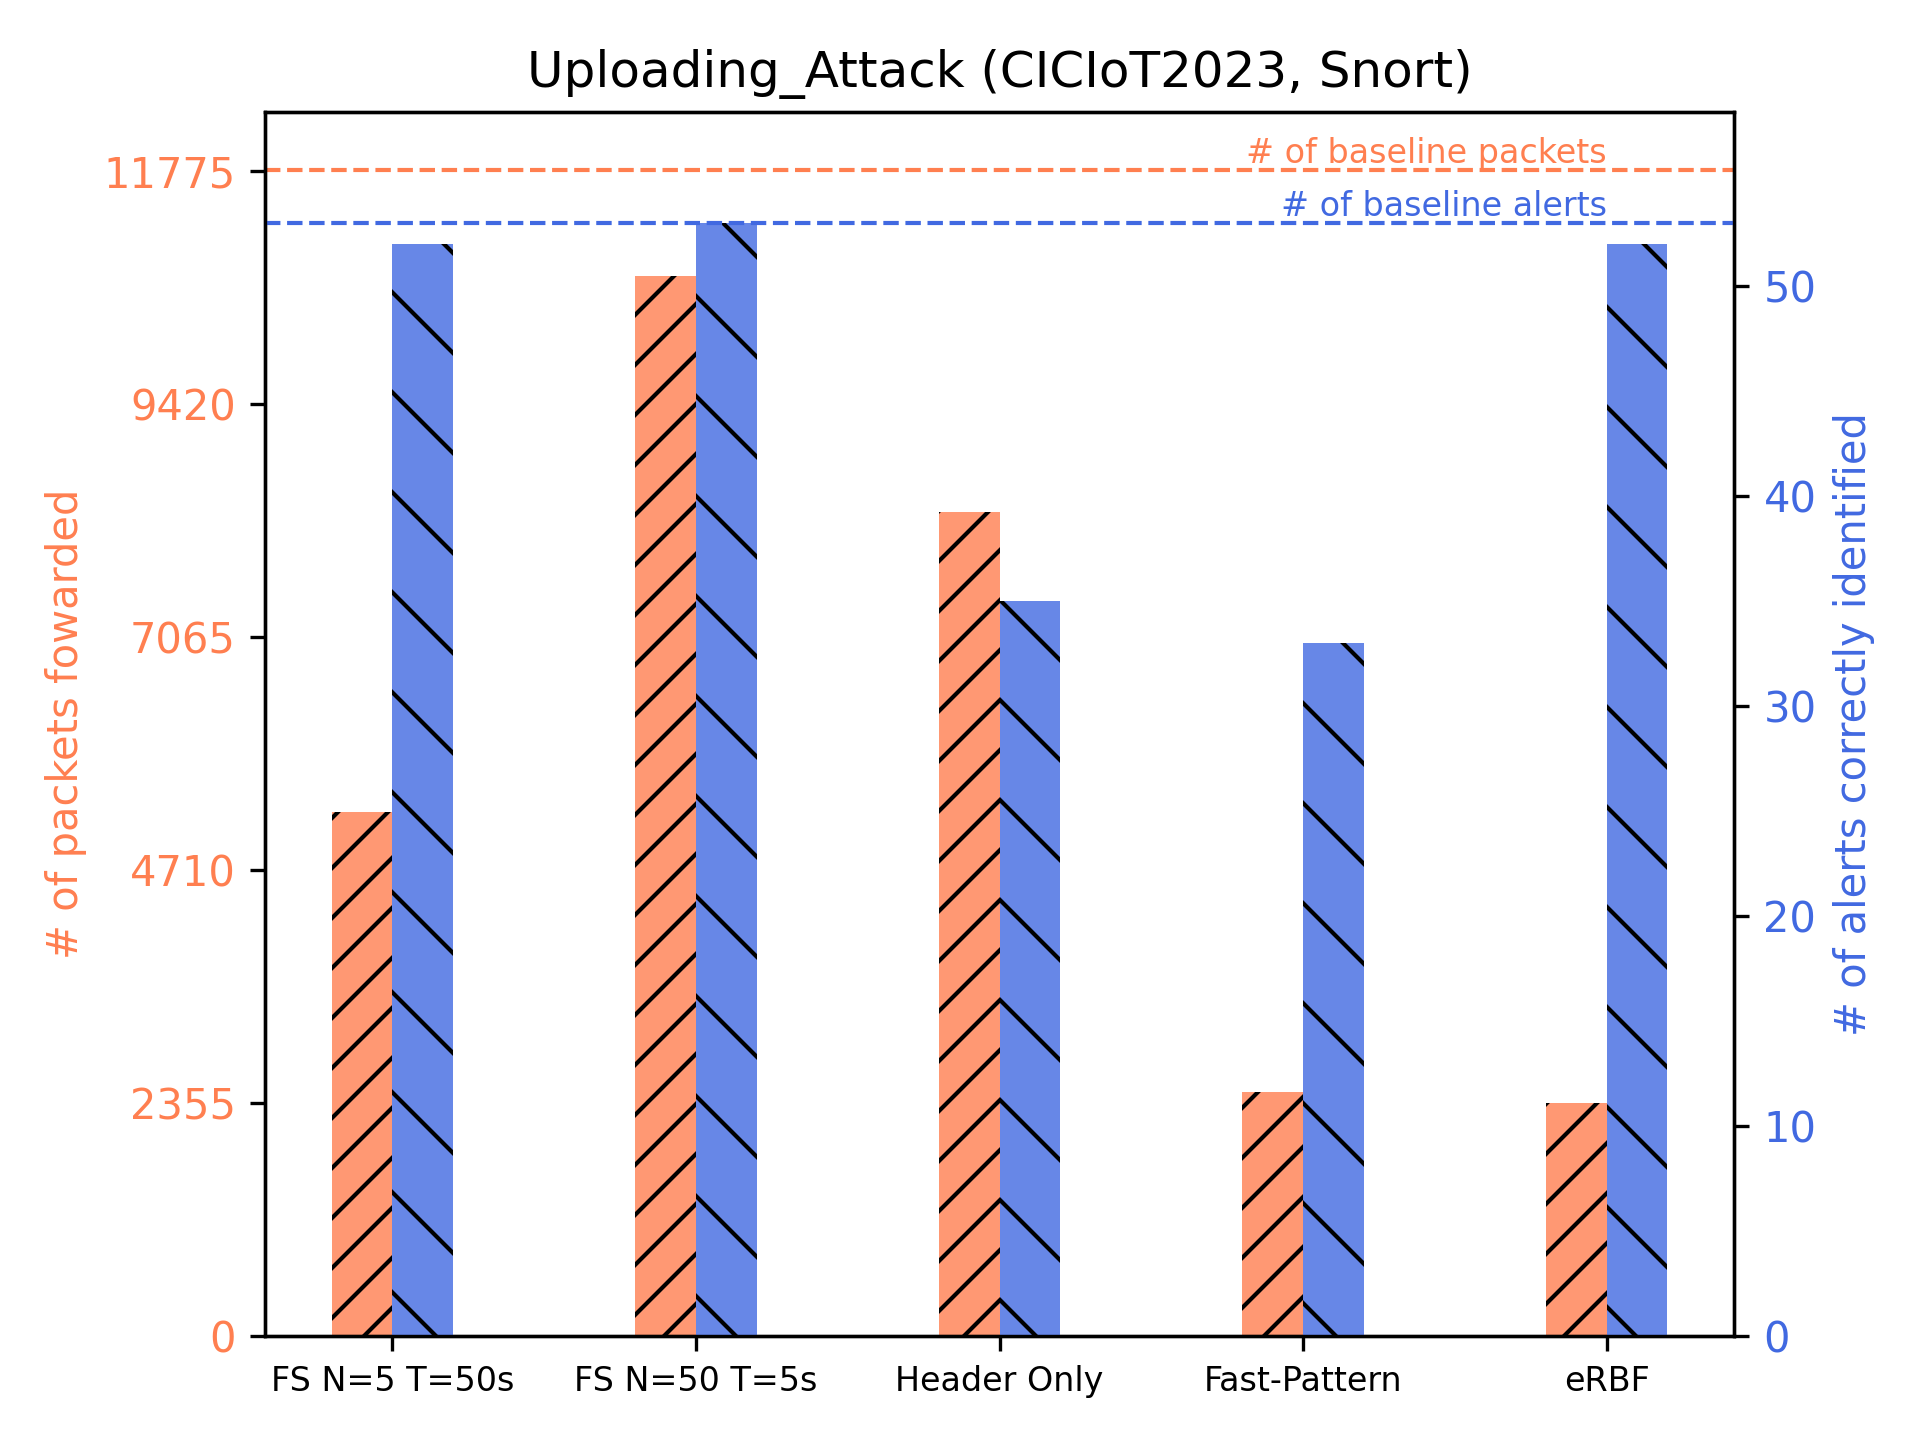 Uploading_Attack (CICIoT2023, Snort)
# of baseline packets
# of baseline alerts
# of packets fowarded
11775
9420
7065
4710
2355
0
50
40
30
20
10
0
# of alerts correctly identified
FS N=5 T=50s
FS N=50 T=5s
Header Only
Fast-Pattern
eRBF